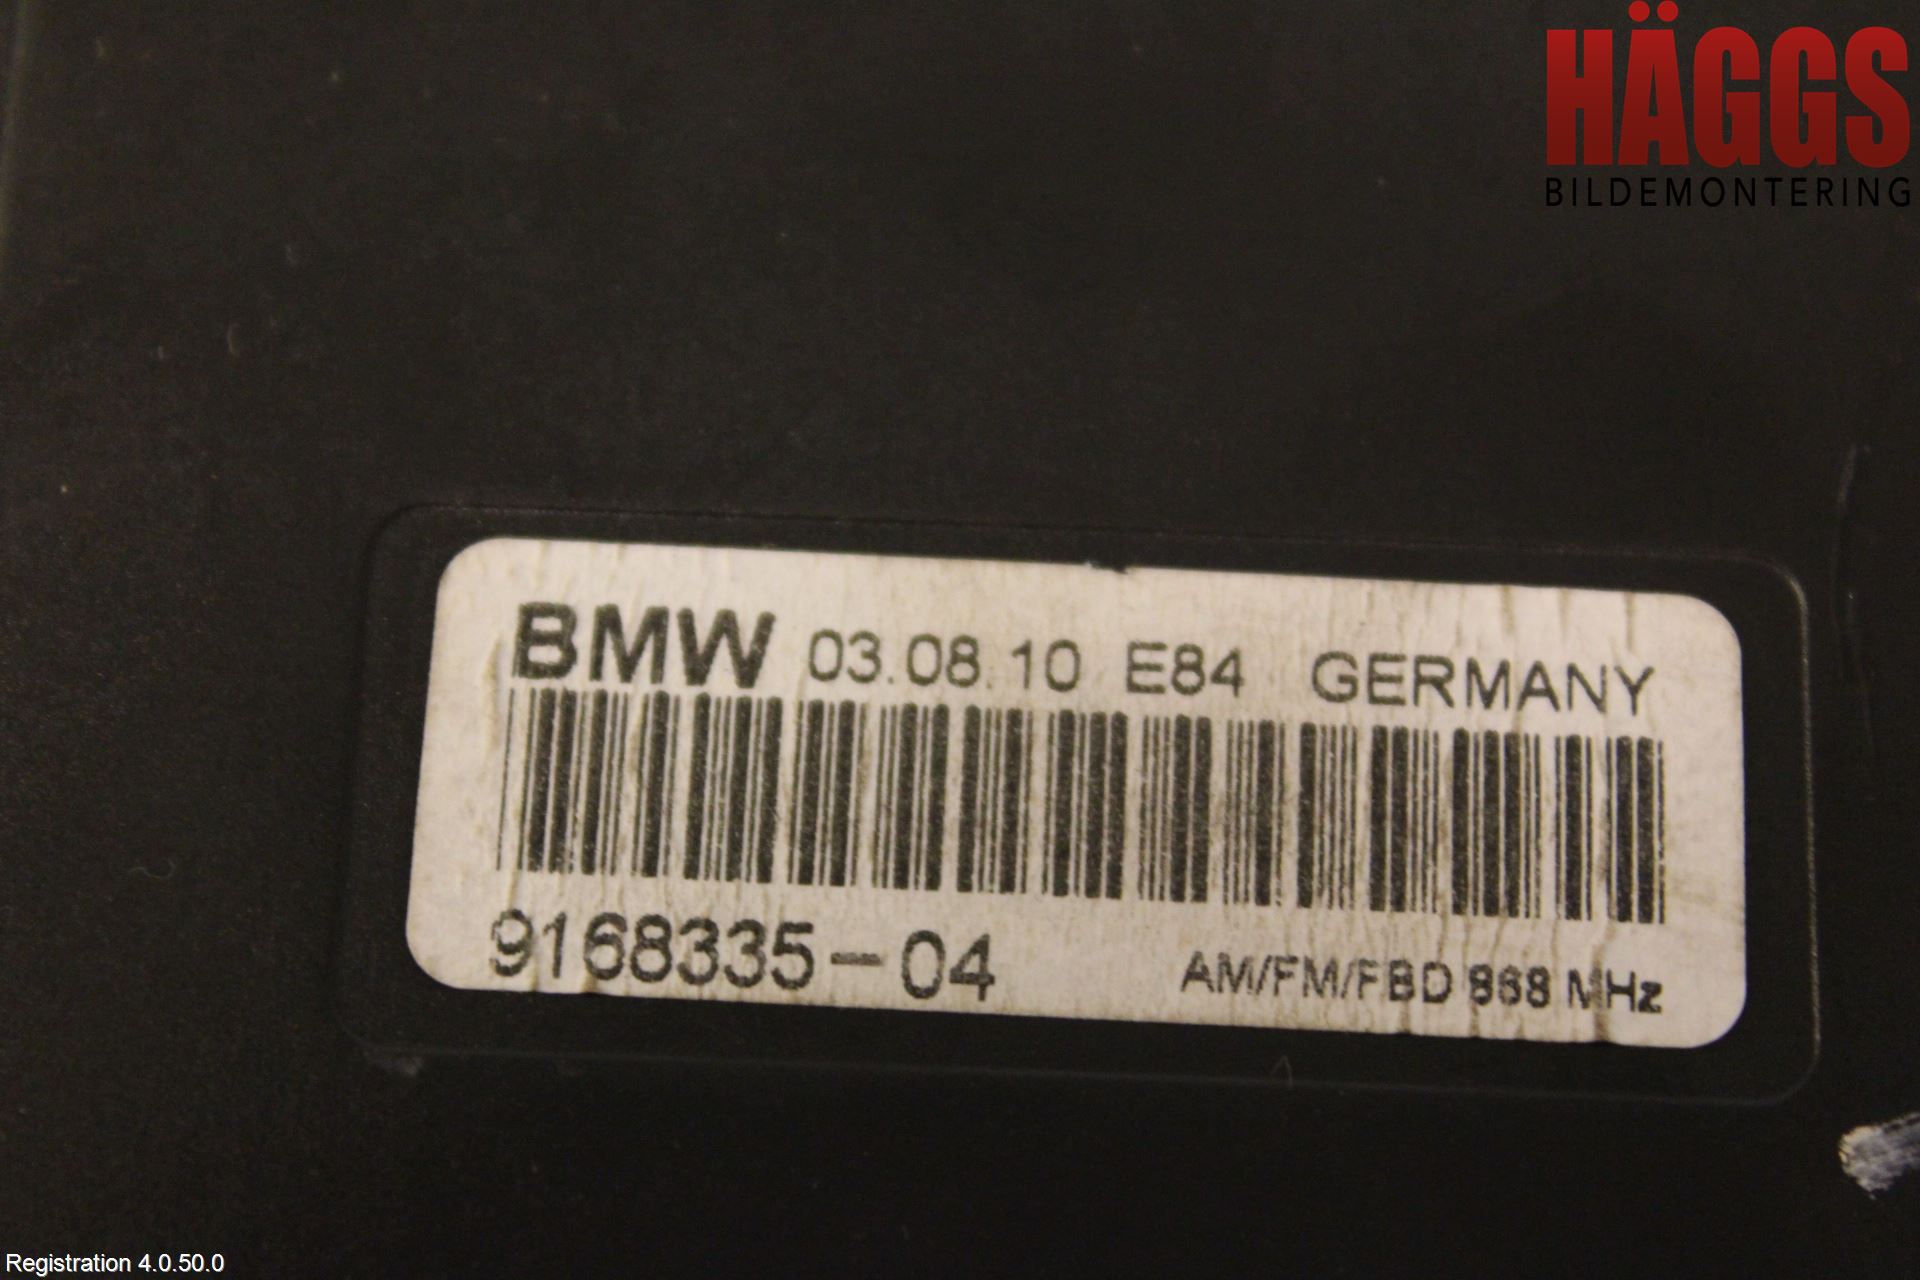 HÄGGS
BILDEMONTERING
BMW 03.08.10 E84 GERMANY
9168335-04 AM/FM/FBD 868 MHz
Registration 4.0.50.0